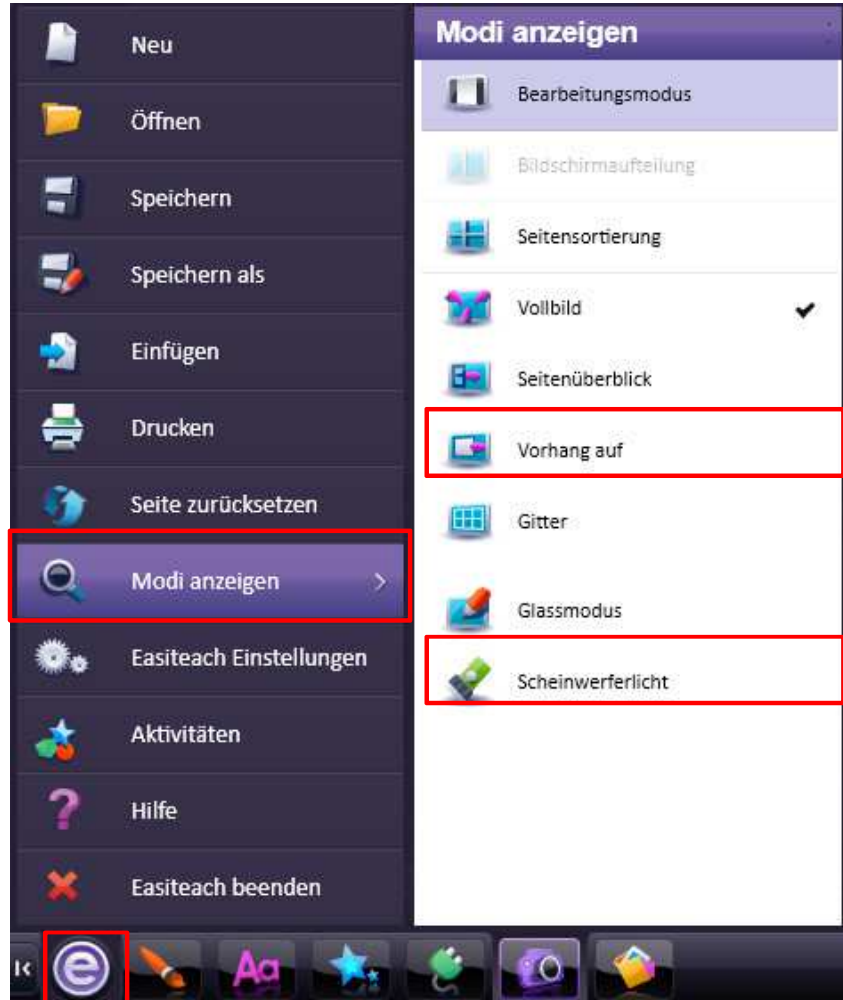 Neu
Öffnen
Speichern
Speichern als
Einfügen
Drucken
Seite zurücksetzen
Modi anzeigen >
Easiteach Einstellungen
Aktivitäten
Hilfe
Easiteach beenden
Modi anzeigen
Bearbeitungsmodus
Bildschirmaufteilung
Seitensortierung
Vollbild
Seitenüberblick
Vorhang auf
Gitter
Glassmodus
Scheinwerferlicht
e
Aa